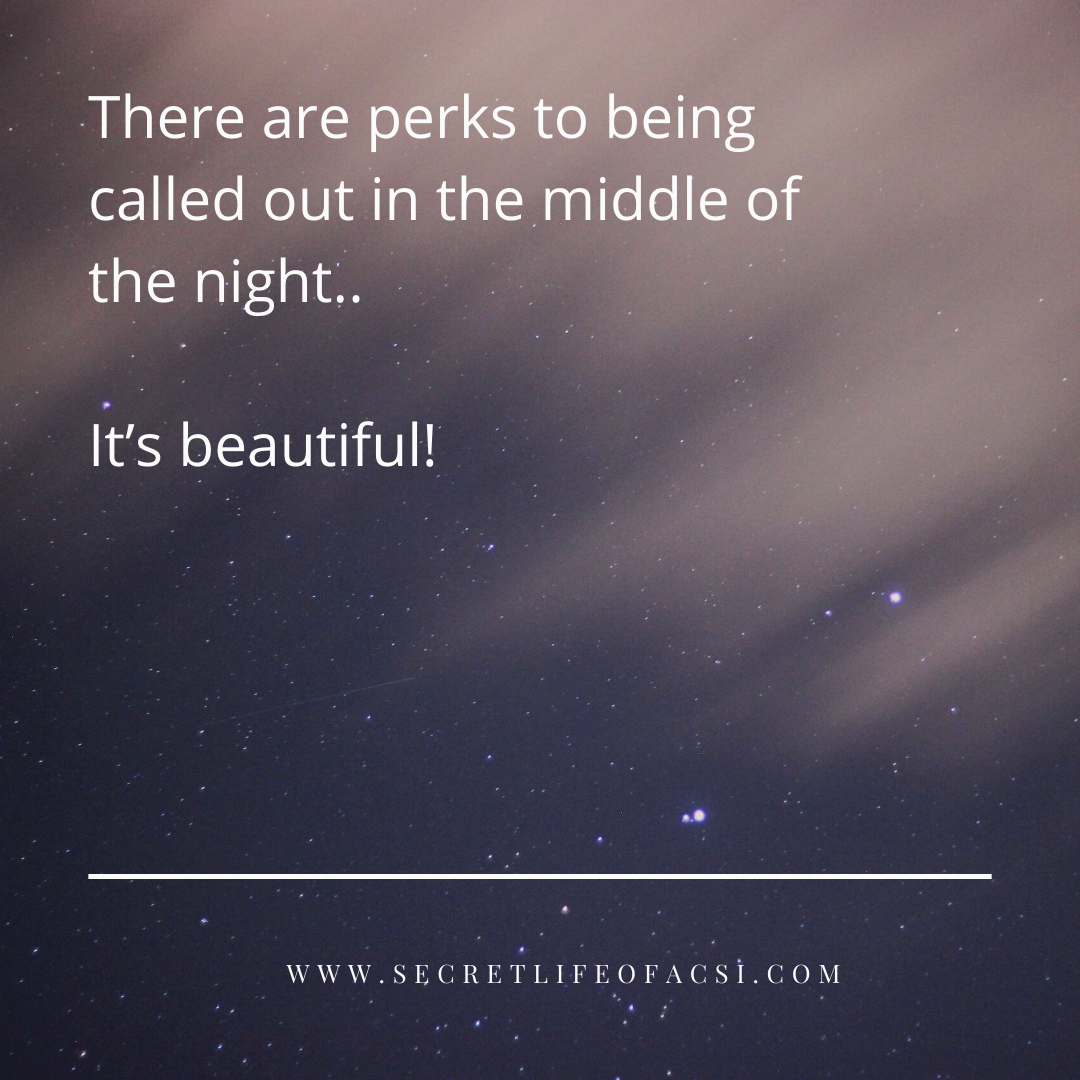 There are perks to being
called out in the middle of
the night..
It’s beautiful!
WWW.SECRETLIFEOFACSI.COM